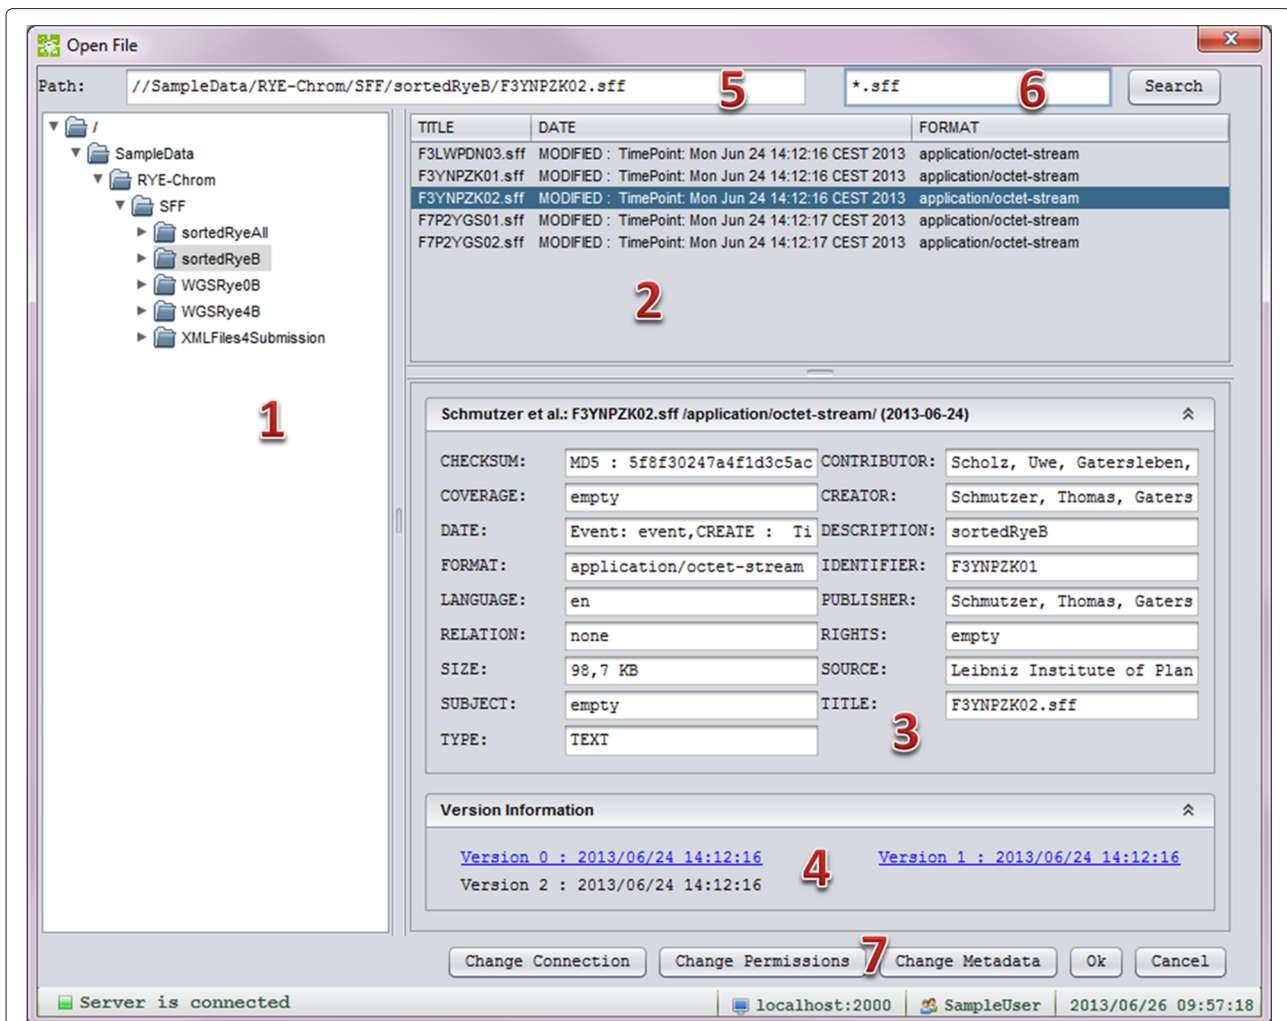 Open File
Path: //SampleData/RYE-Chrom/SFF/sortedRyeB/F3YNPZK02.sff 5 *.sff 6 Search
/
SampleData
RYE-Chrom
SFF
sortedRyeAll
sortedRyeB
WGSRye0B
WGSRye4B
XMLFiles4Submission
1
TITLE DATE FORMAT
F3LWPDN03.sff MODIFIED : TimePoint: Mon Jun 24 14:12:16 CEST 2013 application/octet-stream
F3YNPZK01.sff MODIFIED : TimePoint: Mon Jun 24 14:12:16 CEST 2013 application/octet-stream
F3YNPZK02.sff MODIFIED : TimePoint: Mon Jun 24 14:12:16 CEST 2013 application/octet-stream
F7P2YGS01.sff MODIFIED : TimePoint: Mon Jun 24 14:12:17 CEST 2013 application/octet-stream
F7P2YGS02.sff MODIFIED : TimePoint: Mon Jun 24 14:12:17 CEST 2013 application/octet-stream
2
Schmutzer et al.: F3YNPZK02.sff /application/octet-stream/ (2013-06-24)
CHECKSUM: MD5 : 5f8f30247a4f1d3c5ac CONTRIBUTOR: Scholz, Uwe, Gatersleben,
COVERAGE: empty CREATOR: Schmutzer, Thomas, Gaters
DATE: Event: event,CREATE : Ti DESCRIPTION: sortedRyeB
FORMAT: application/octet-stream IDENTIFIER: F3YNPZK01
LANGUAGE: en PUBLISHER: Schmutzer, Thomas, Gaters
RELATION: none RIGHTS: empty
SIZE: 98,7 KB SOURCE: Leibniz Institute of Plan
SUBJECT: empty TITLE: F3YNPZK02.sff
TYPE: TEXT 3
Version Information
Version 0 : 2013/06/24 14:12:16 4 Version 1 : 2013/06/24 14:12:16
Version 2 : 2013/06/24 14:12:16
Change Connection Change Permissions 7 Change Metadata Ok Cancel
Server is connected localhost:2000 SampleUser 2013/06/26 09:57:18